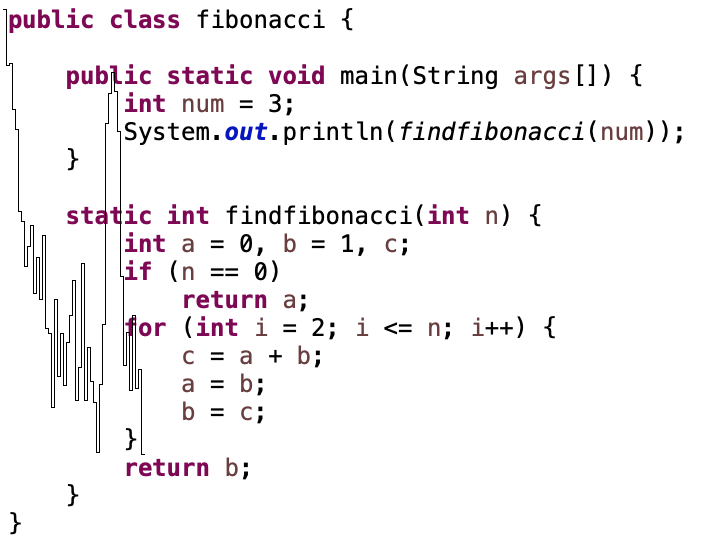 public class fibonacci {
    public static void main(String args[]) {
        int num = 3;
        System.out.println(findfibonacci(num));
    }
    static int findfibonacci(int n) {
        int a = 0, b = 1, c;
        if (n == 0)
            return a;
        for (int i = 2; i <= n; i++) {
            c = a + b;
            a = b;
            b = c;
        }
        return b;
    }
}